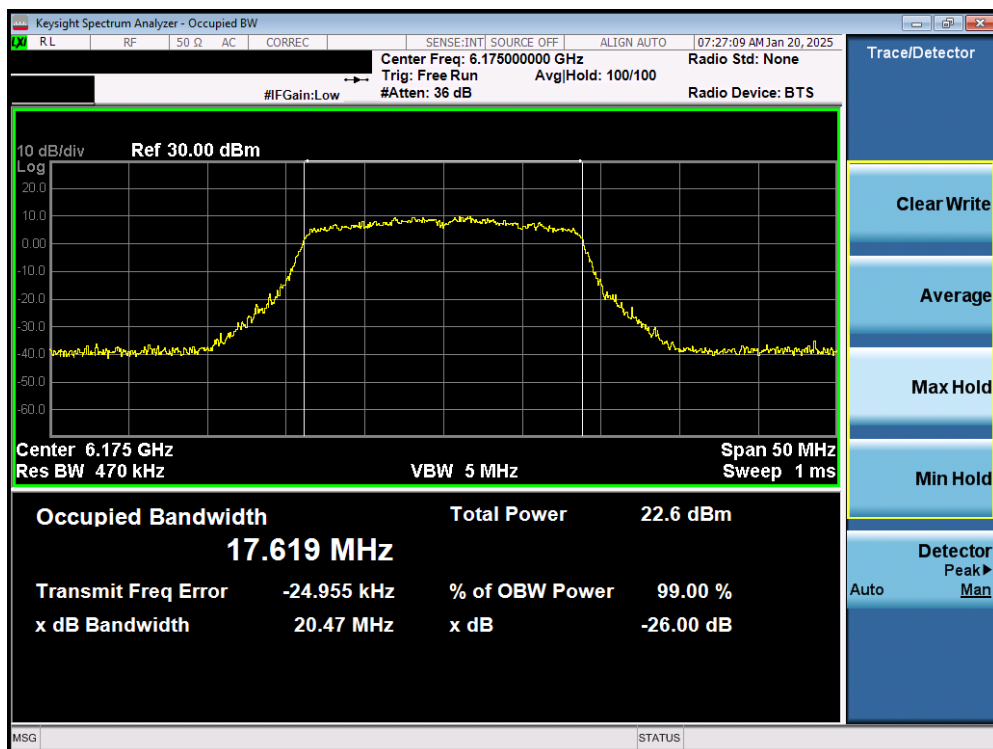 Keysight Spectrum Analyzer - Occupied BW
LXI RL RF 50 Ω AC CORREC SENSE:INT SOURCE OFF ALIGN AUTO 07:27:09 AM Jan 20, 2025
Center Freq: 6.175000000 GHz Radio Std: None
Trig: Free Run Avg|Hold: 100/100
#IFGain:Low #Atten: 36 dB Radio Device: BTS
Trace/Detector
10 dB/div Ref 30.00 dBm
Log
20.0
10.0
0.00
-10.0
-20.0
-30.0
-40.0
-50.0
-60.0
Center 6.175 GHz Span 50 MHz
Res BW 470 kHz VBW 5 MHz Sweep 1 ms
Occupied Bandwidth Total Power 22.6 dBm
17.619 MHz
Transmit Freq Error -24.955 kHz % of OBW Power 99.00 %
x dB Bandwidth 20.47 MHz x dB -26.00 dB
Clear Write
Average
Max Hold
Min Hold
Detector
Peak▶
Auto Man
MSG STATUS